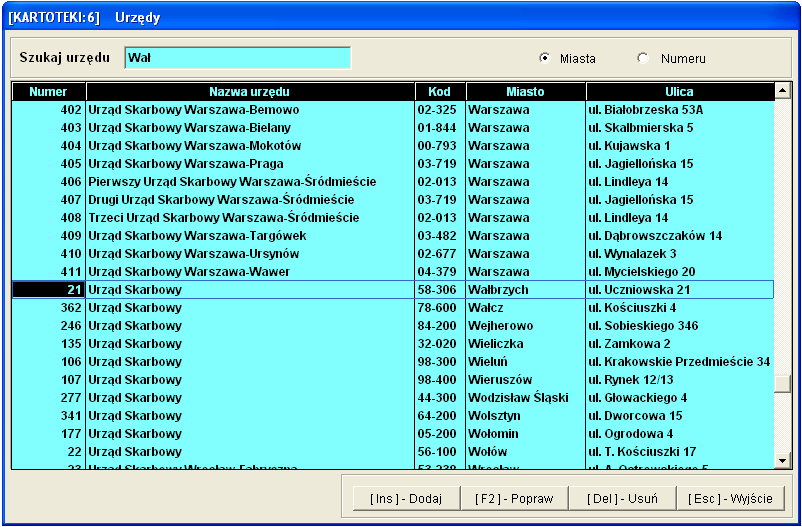 [KARTOTEKI:6] Urzędy
Szukaj urzędu Wał Miasta Numeru
Numer Nazwa urzędu Kod Miasto Ulica
402 Urząd Skarbowy Warszawa-Bemowo 02-325 Warszawa ul. Białobrzeska 53A
403 Urząd Skarbowy Warszawa-Bielany 01-844 Warszawa ul. Skalbmierska 5
404 Urząd Skarbowy Warszawa-Mokotów 00-793 Warszawa ul. Kujawska 1
405 Urząd Skarbowy Warszawa-Praga 03-719 Warszawa ul. Jagiellońska 15
406 Pierwszy Urząd Skarbowy Warszawa-Śródmieście 02-013 Warszawa ul. Lindleya 14
407 Drugi Urząd Skarbowy Warszawa-Śródmieście 03-719 Warszawa ul. Jagiellońska 15
408 Trzeci Urząd Skarbowy Warszawa-Śródmieście 02-013 Warszawa ul. Lindleya 14
409 Urząd Skarbowy Warszawa-Targówek 03-482 Warszawa ul. Dąbrowszczaków 14
410 Urząd Skarbowy Warszawa-Ursynów 02-677 Warszawa ul. Wynalazek 3
411 Urząd Skarbowy Warszawa-Wawer 04-379 Warszawa ul. Mycielskiego 20
21 Urząd Skarbowy 58-306 Wałbrzych ul. Uczniowska 21
362 Urząd Skarbowy 78-600 Wałcz ul. Kościuszki 4
246 Urząd Skarbowy 84-200 Wejherowo ul. Sobieskiego 346
135 Urząd Skarbowy 32-020 Wieliczka ul. Zamkowa 2
106 Urząd Skarbowy 98-300 Wieluń ul. Krakowskie Przedmieście 34
107 Urząd Skarbowy 98-400 Wieruszów ul. Rynek 12/13
277 Urząd Skarbowy 44-300 Wodzisław Śląski ul. Głowackiego 4
341 Urząd Skarbowy 64-200 Wolsztyn ul. Dworcowa 15
177 Urząd Skarbowy 05-200 Wołomin ul. Ogrodowa 4
22 Urząd Skarbowy 56-100 Wołów ul. T. Kościuszki 17
23 Urząd Skarbowy Wrocław-Fabryczna 53-238 Wrocław ul. A. Ostrowskiego 5
[Ins] - Dodaj [F2] - Popraw [Del] - Usuń [Esc] - Wyjście